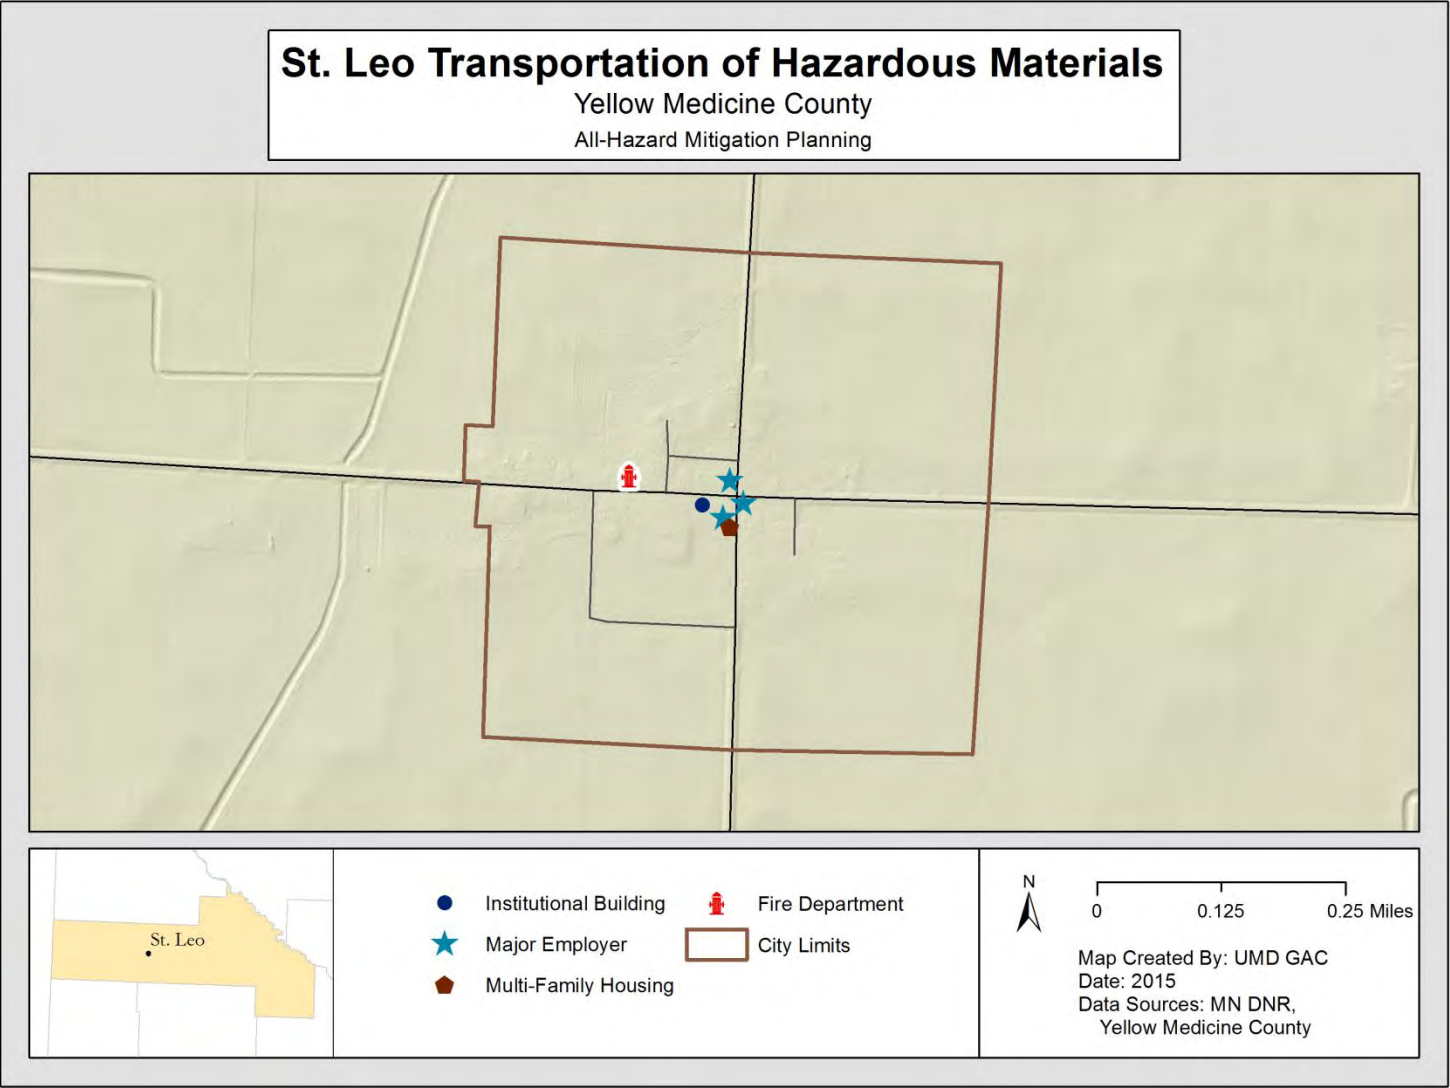 St. Leo Transportation of Hazardous Materials
Yellow Medicine County
All-Hazard Mitigation Planning
St. Leo
Institutional Building
Fire Department
Major Employer
City Limits
Multi-Family Housing
N
0
0.125
0.25 Miles
Map Created By: UMD GAC
Date: 2015
Data Sources: MN DNR,
Yellow Medicine County